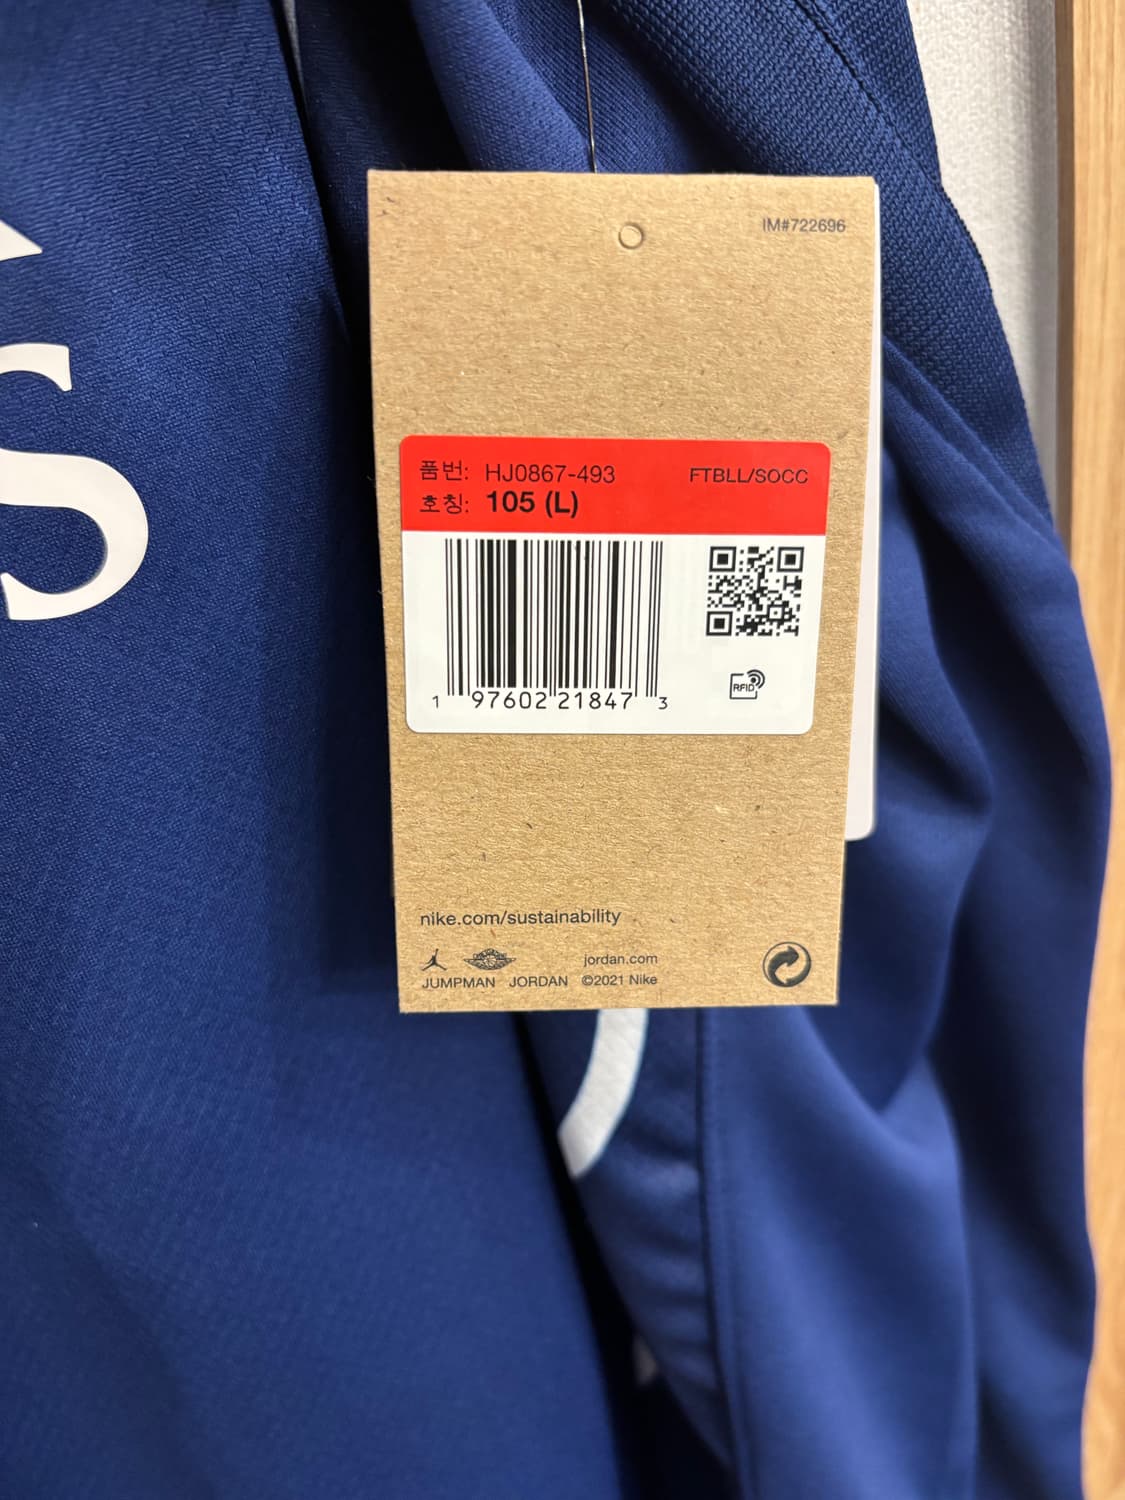 IM#722696
품번: HJ0867-493 FTBLL/SOCC
호칭: 105 (L)
1 97602 21847 3
RFID
nike.com/sustainability
jordan.com
JUMPMAN JORDAN ©2021 Nike
S